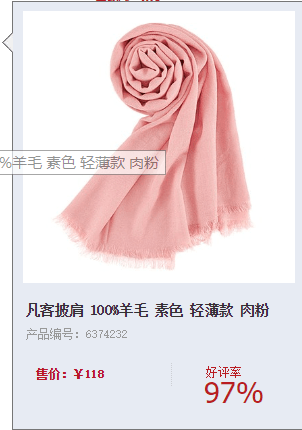 %羊毛 素色 轻薄款 肉粉
凡客披肩 100%羊毛 素色 轻薄款 肉粉
产品编号：6374232
售价：￥118
好评率
97%